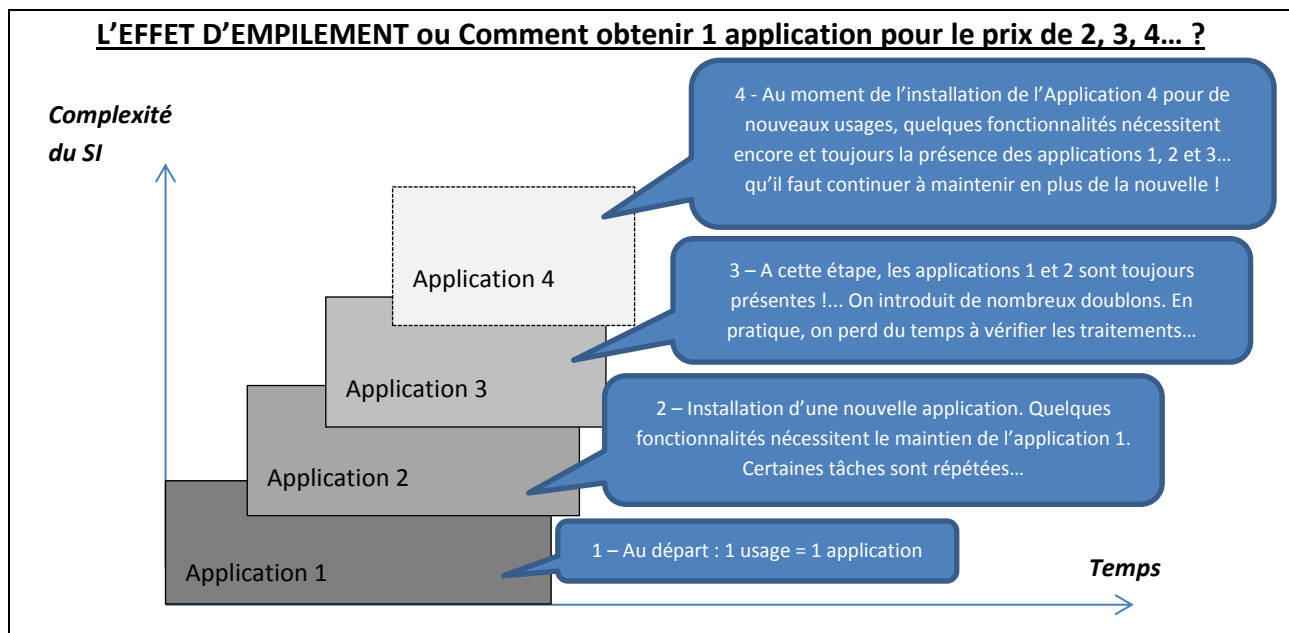 L'EFFET D'EMPILEMENT ou Comment obtenir 1 application pour le prix de 2, 3, 4… ?
Complexité
du SI
4 - Au moment de l'installation de l'Application 4 pour de
nouveaux usages, quelques fonctionnalités nécessitent
encore et toujours la présence des applications 1, 2 et 3…
qu'il faut continuer à maintenir en plus de la nouvelle !
Application 4
3 – A cette étape, les applications 1 et 2 sont toujours
présentes !... On introduit de nombreux doublons. En
pratique, on perd du temps à vérifier les traitements…
Application 3
2 – Installation d'une nouvelle application. Quelques
fonctionnalités nécessitent le maintien de l'application 1.
Certaines tâches sont répétées…
Application 2
1 – Au départ : 1 usage = 1 application
Application 1
Temps